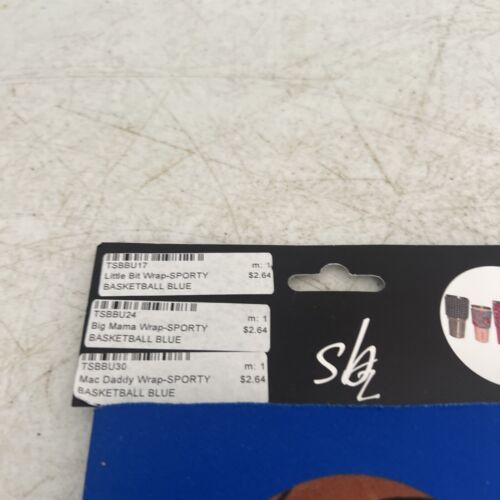 TSBBU17 m: 1
Little Bit Wrap-SPORTY $2.64
BASKETBALL BLUE
TSBBU24 m: 1
Big Mama Wrap-SPORTY $2.64
BASKETBALL BLUE
TSBBU30 m: 1
Mac Daddy Wrap-SPORTY $2.64
BASKETBALL BLUE